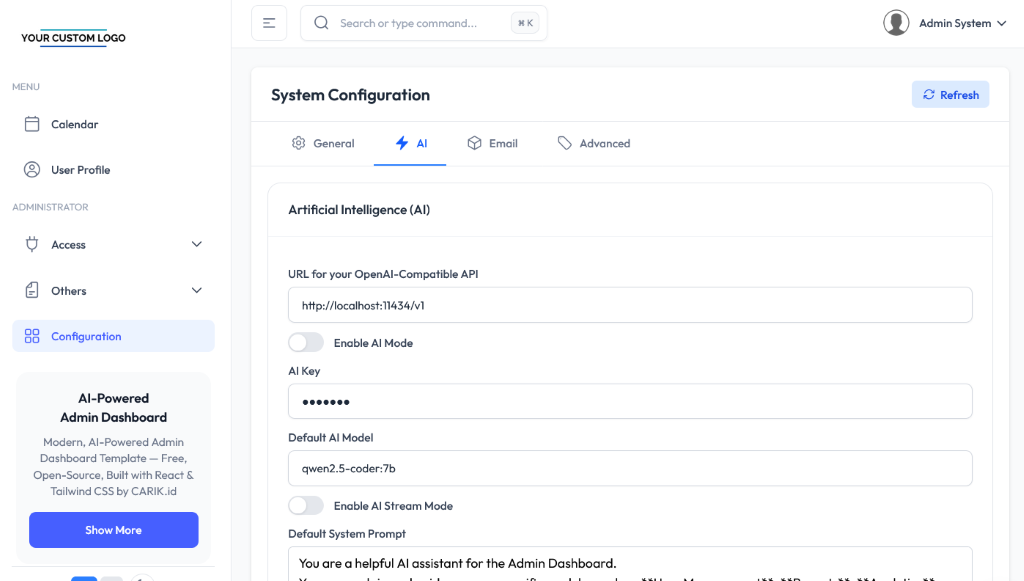 YOUR CUSTOM LOGO
Search or type command...
⌘ K
Admin System
MENU
Calendar
User Profile
ADMINISTRATOR
Access
Others
Configuration
AI-Powered
Admin Dashboard
Modern, AI-Powered Admin
Dashboard Template — Free,
Open-Source, Built with React &
Tailwind CSS by CARIK.id
Show More
System Configuration
Refresh
General
AI
Email
Advanced
Artificial Intelligence (AI)
URL for your OpenAI-Compatible API
http://localhost:11434/v1
Enable AI Mode
AI Key
•••••••
Default AI Model
qwen2.5-coder:7b
Enable AI Stream Mode
Default System Prompt
You are a helpful AI assistant for the Admin Dashboard.